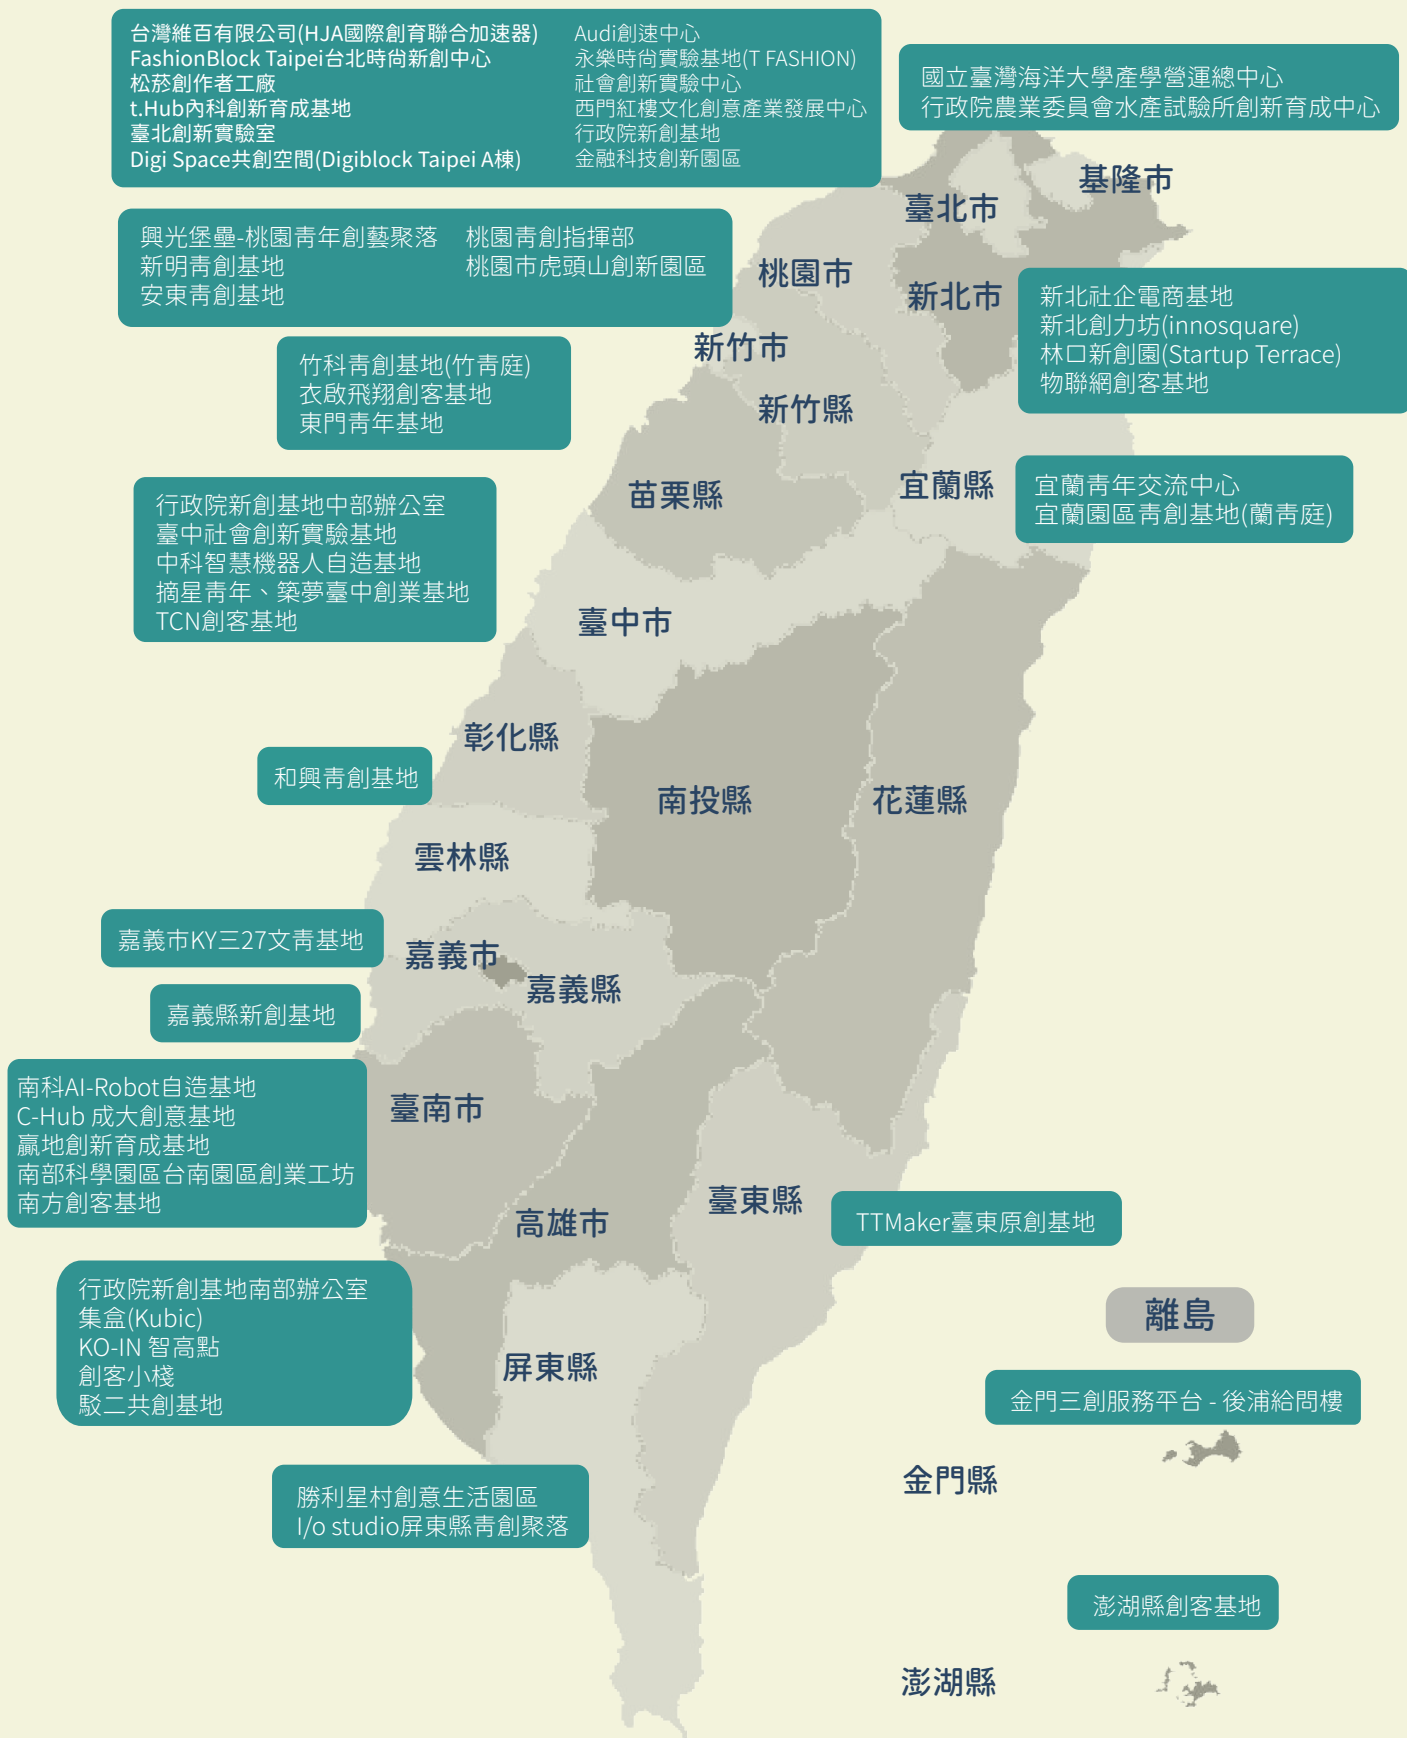 台灣維百有限公司(HJA國際創育聯合加速器)
FashionBlock Taipei台北時尚新創中心
松菸創作者工廠
t.Hub內科創新育成基地
臺北創新實驗室
Digi Space共創空間(Digiblock Taipei A棟)
Audi創速中心
永樂時尚實驗基地(T FASHION)
社會創新實驗中心
西門紅樓文化創意產業發展中心
行政院新創基地
金融科技創新園區
國立臺灣海洋大學產學營運總中心
行政院農業委員會水產試驗所創新育成中心
基隆市
臺北市
興光堡壘-桃園青年創藝聚落
新明青創基地
安東青創基地
桃園青創指揮部
桃園市虎頭山創新園區
桃園市
新北市
新北社企電商基地
新北創力坊(innosquare)
林口新創園(Startup Terrace)
物聯網創客基地
新竹市
竹科青創基地(竹青庭)
衣啟飛翔創客基地
東門青年基地
新竹縣
苗栗縣
宜蘭縣
宜蘭青年交流中心
宜蘭園區青創基地(蘭青庭)
行政院新創基地中部辦公室
臺中社會創新實驗基地
中科智慧機器人自造基地
摘星青年、築夢臺中創業基地
TCN創客基地
臺中市
彰化縣
和興青創基地
南投縣
花蓮縣
雲林縣
嘉義市KY三27文青基地
嘉義市
嘉義縣
嘉義縣新創基地
南科AI-Robot自造基地
C-Hub 成大創意基地
贏地創新育成基地
南部科學園區台南園區創業工坊
南方創客基地
臺南市
高雄市
臺東縣
TTMaker臺東原創基地
行政院新創基地南部辦公室
集盒(Kubic)
KO-IN 智高點
創客小棧
駁二共創基地
屏東縣
勝利星村創意生活園區
I/o studio屏東縣青創聚落
離島
金門三創服務平台 - 後浦給問樓
金門縣
澎湖縣創客基地
澎湖縣